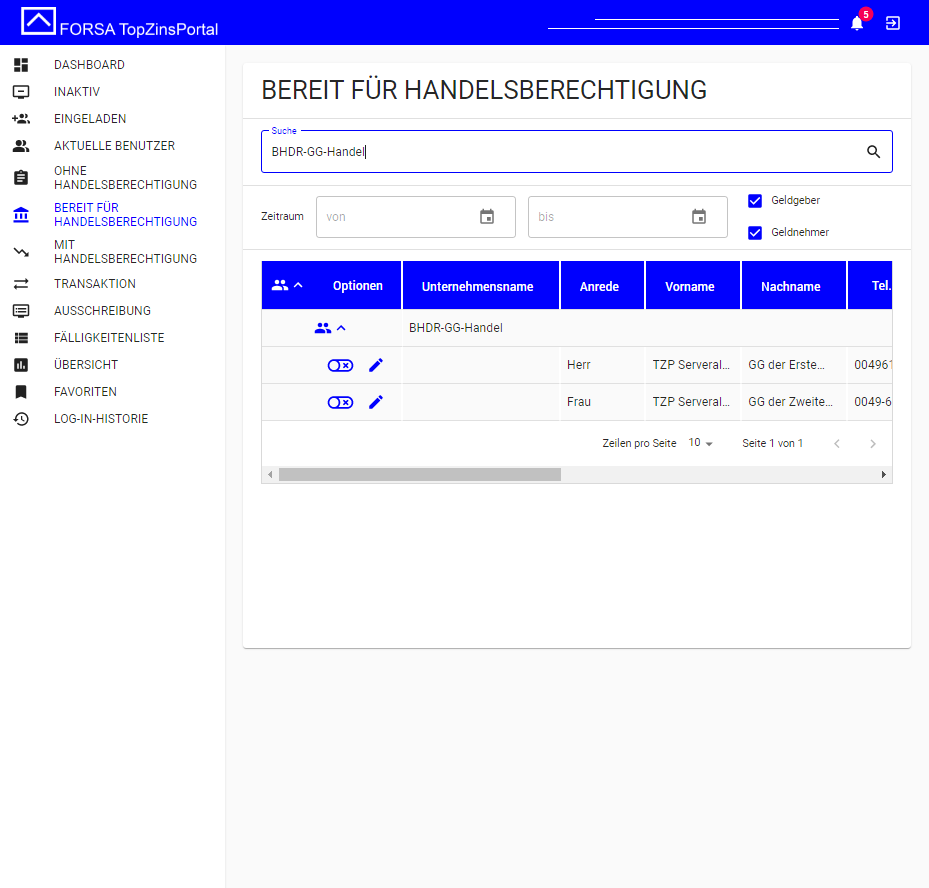 FORSA TopZinsPortal
5
DASHBOARD
INAKTIV
EINGELADEN
AKTUELLE BENUTZER
OHNE
HANDELSBERECHTIGUNG
BEREIT FÜR
HANDELSBERECHTIGUNG
MIT
HANDELSBERECHTIGUNG
TRANSAKTION
AUSSCHREIBUNG
FÄLLIGKEITENLISTE
ÜBERSICHT
FAVORITEN
LOG-IN-HISTORIE
BEREIT FÜR HANDELSBERECHTIGUNG
Suche
BHDR-GG-Handel
Zeitraum von bis
Geldgeber
Geldnehmer
Optionen Unternehmensname Anrede Vorname Nachname Tel.
BHDR-GG-Handel
Herr TZP Serveral... GG der Erste...004961
Frau TZP Serveral... GG der Zweite... 0049-6
Zeilen pro Seite 10 Seite 1 von 1